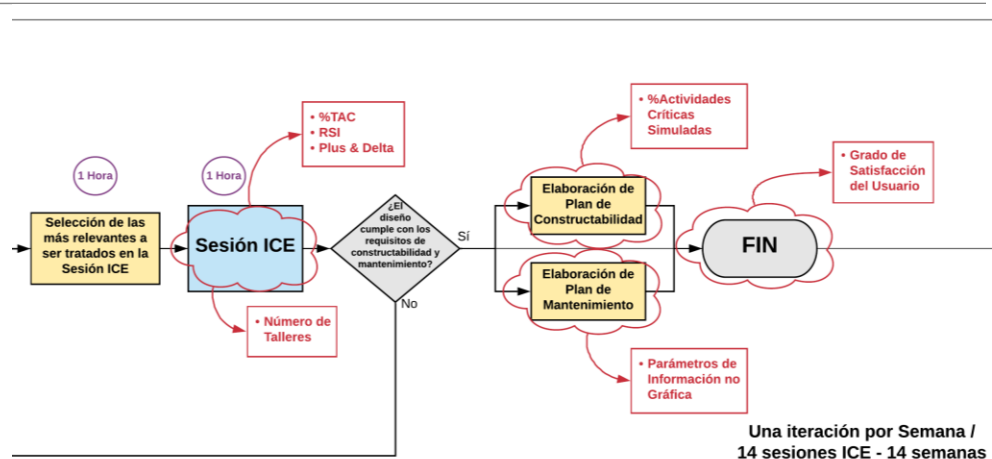 1 Hora
Selección de las
más relevantes a
ser tratados en la
Sesión ICE
1 Hora
Sesión ICE
• %TAC
• RSI
• Plus & Delta
• Número de
Talleres
¿El
diseño
cumple con los
requisitos de
constructabilidad y
mantenimiento?
Sí
No
Elaboración de
Plan de
Constructabilidad
• %Actividades
Críticas
Simuladas
Elaboración de
Plan de
Mantenimiento
• Parámetros de
Información no
Gráfica
FIN
• Grado de
Satisfacción
del Usuario
Una iteración por Semana /
14 sesiones ICE - 14 semanas